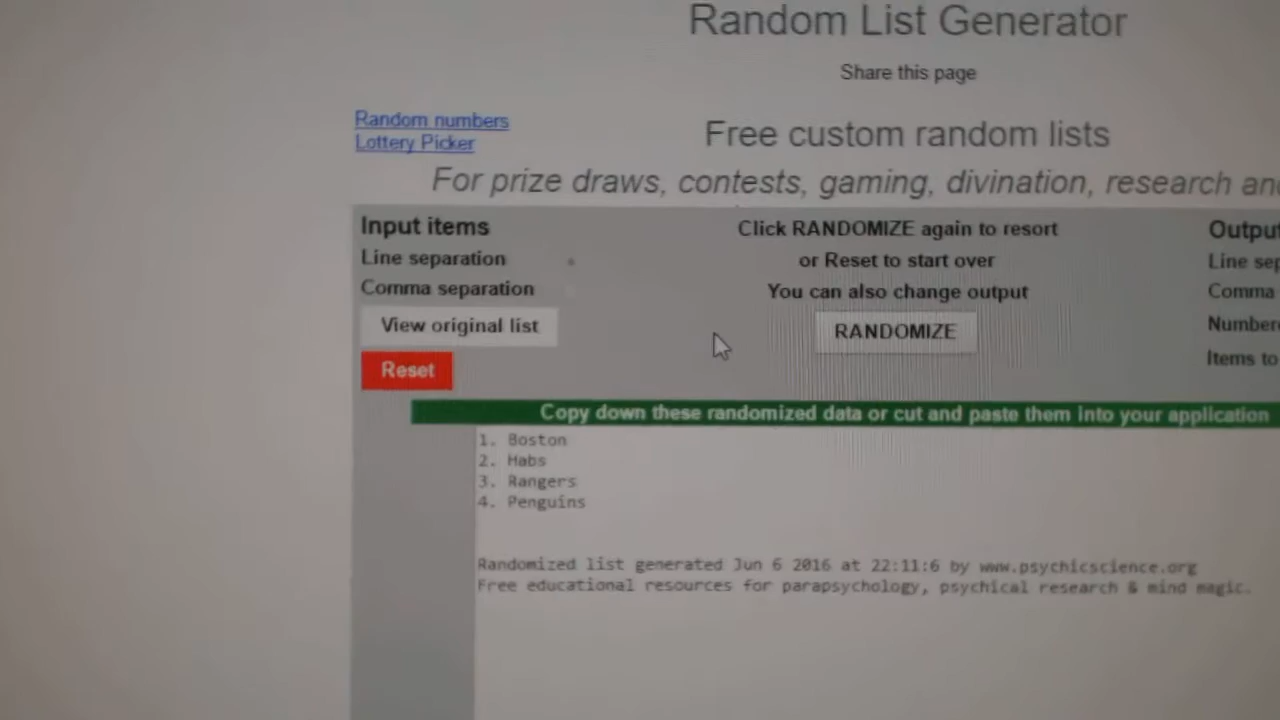 Random List Generator
Share this page
Random numbers
Lottery Picker
Free custom random lists
For prize draws, contests, gaming, divination, research
Input items
Line separation
Comma separation
View original list
Reset
Click RANDOMIZE again to resort
or Reset to start over
You can also change output
RANDOMIZE
Line
Comma
Items to
Copy down these randomized data or cut and paste them into your application
1. Boston
2. Habs
3. Rangers
4. Penguins
Randomized list generated Jun 6 2016 at 22:11:6 by www.psychicscience.org
Free educational resources for parapsychology, psychical research & mind magic.